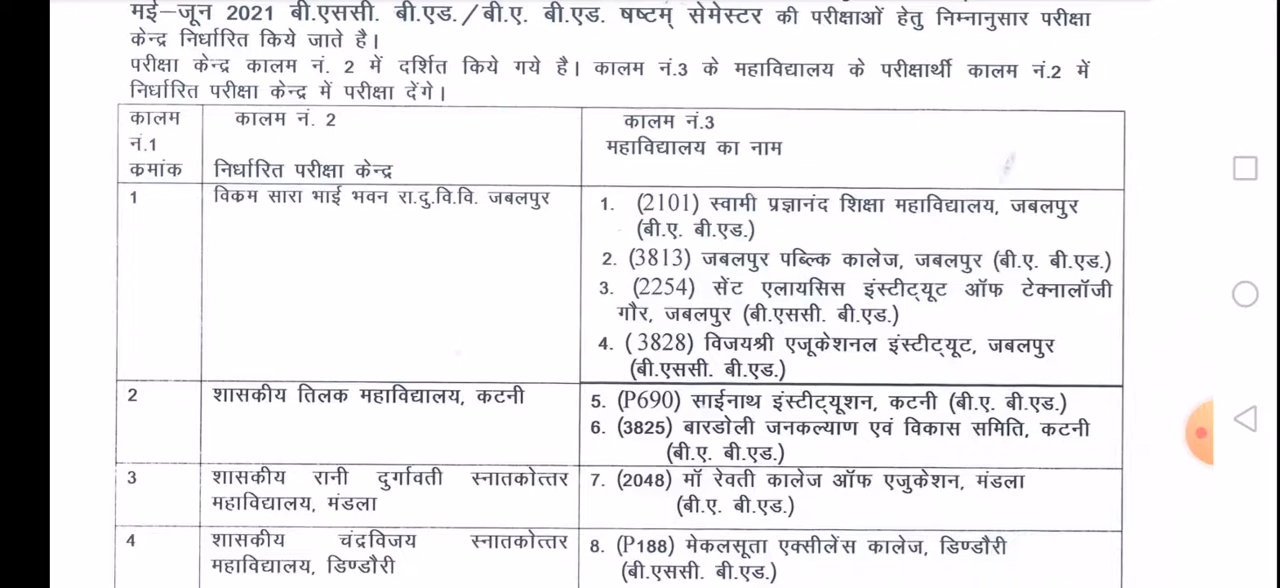 मई–जून 2021 बी.एससी. बी.एड./बी.ए. बी.एड. षष्टम् सेमेस्टर की परीक्षाओं हेतु निम्नानुसार परीक्षा
केन्द्र निर्धारित किये जाते है।
परीक्षा केन्द्र कालम नं. 2 में दर्शित किये गये है। कालम नं.3 के महाविद्यालय के परीक्षार्थी कालम नं.2 में
निर्धारित परीक्षा केन्द्र में परीक्षा देंगे।
कालम
नं.1
कमांक
कालम नं. 2
निर्धारित परीक्षा केन्द्र
कालम नं.3
महाविद्यालय का नाम
1
विकम सारा भाई भवन रा.दु.वि.वि. जबलपुर
1. (2101) स्वामी प्रज्ञानंद शिक्षा महाविद्यालय, जबलपुर
(बी.ए. बी.एड.)
2. (3813) जबलपुर पब्लिक कालेज, जबलपुर (बी.ए. बी.एड.)
3. (2254) सेंट एलायसिस इंस्टीट्यूट ऑफ टेक्नालॉजी
गौर, जबलपुर (बी.एससी. बी.एड.)
4. ( 3828) विजयश्री एजूकेशनल इंस्टीट्यूट, जबलपुर
(बी.एससी. बी.एड.)
2
शासकीय तिलक महाविद्यालय, कटनी
5. (P690) साईनाथ इंस्टीट्यूशन, कटनी (बी.ए. बी.एड.)
6. (3825) बारडोली जनकल्याण एवं विकास समिति, कटनी
(बी.ए. बी.एड.)
3
शासकीय रानी दुर्गावती स्नातकोत्तर
महाविद्यालय, मंडला
7. (2048) मॉ रेवती कालेज ऑफ एजुकेशन, मंडला
(बी.ए. बी.एड.)
4
शासकीय चंद्रविजय स्नातकोत्तर
महाविद्यालय, डिण्डौरी
8. (P188) मेकलसूता एक्सीलेंस कालेज, डिण्डौरी
(बी.एससी. बी.एड.)